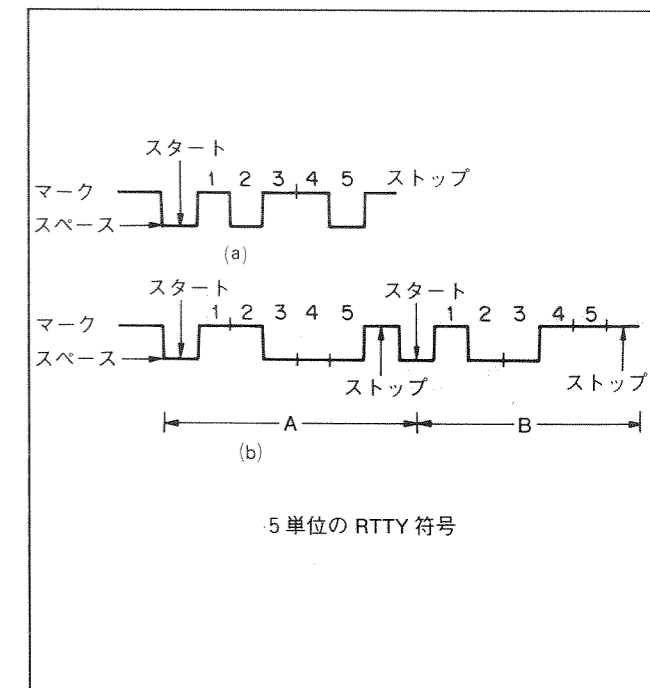 スタート
1 2 3 4 5 ストップ
マーク
スペース
(a)
スタート スタート
1 2 3 4 5 1 2 3 4 5
マーク
スペース
ストップ ストップ
A B
(b)
5単位の RTTY 符号